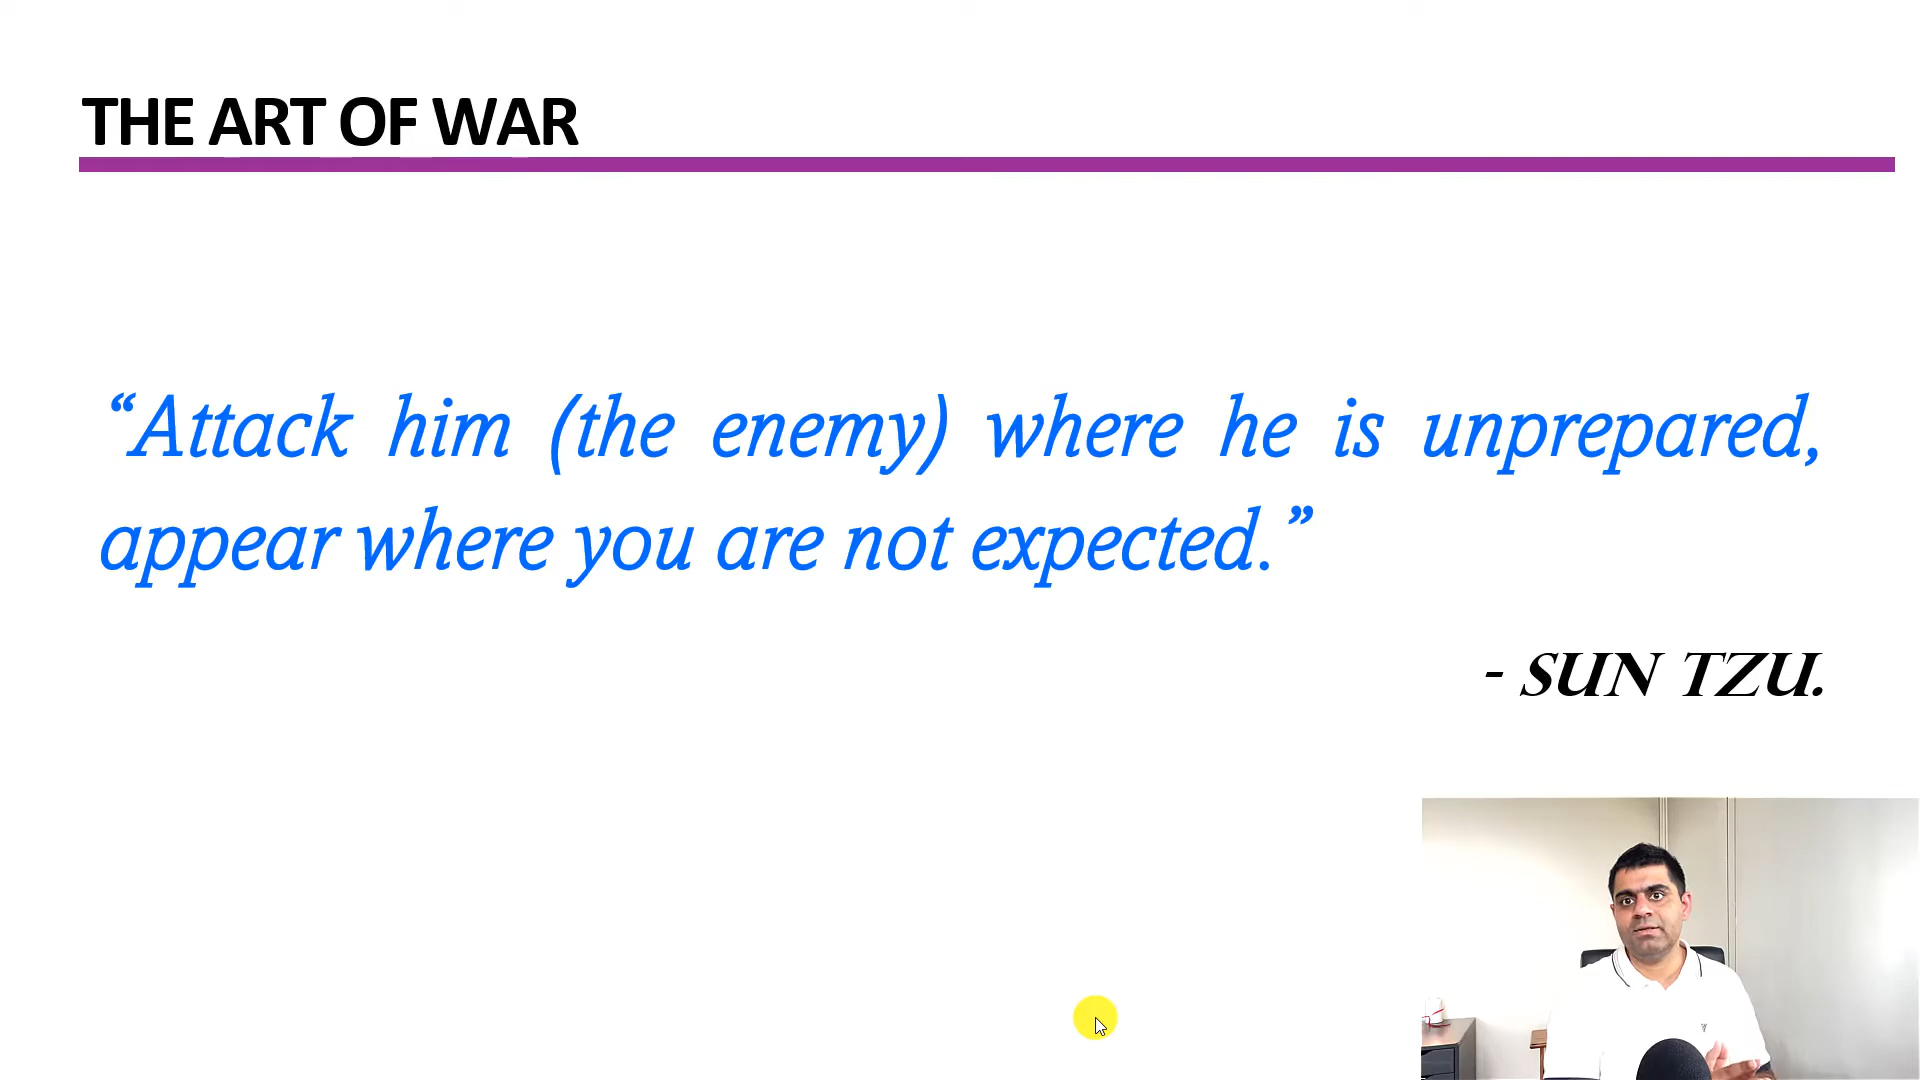 THE ART OF WAR
“Attack him (the enemy) where he is unprepared,
appear where you are not expected.”
- SUN TZU.